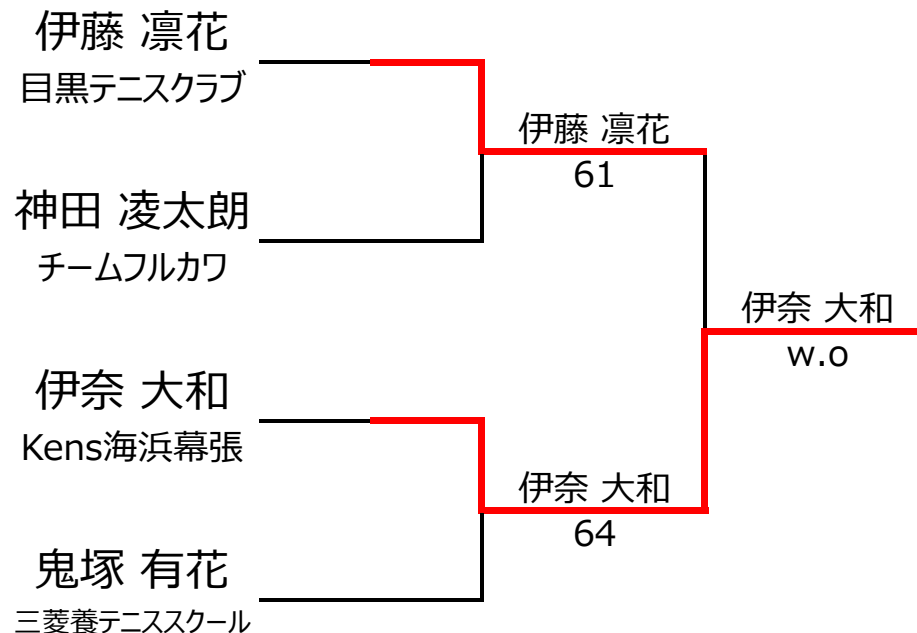 伊藤 凛花
目黒テニスクラブ
伊藤 凛花
61
神田 凌太朗
チームフルカワ
伊奈 大和
w.o
伊奈 大和
Kens海浜幕張
伊奈 大和
64
鬼塚 有花
三菱養テニススクール